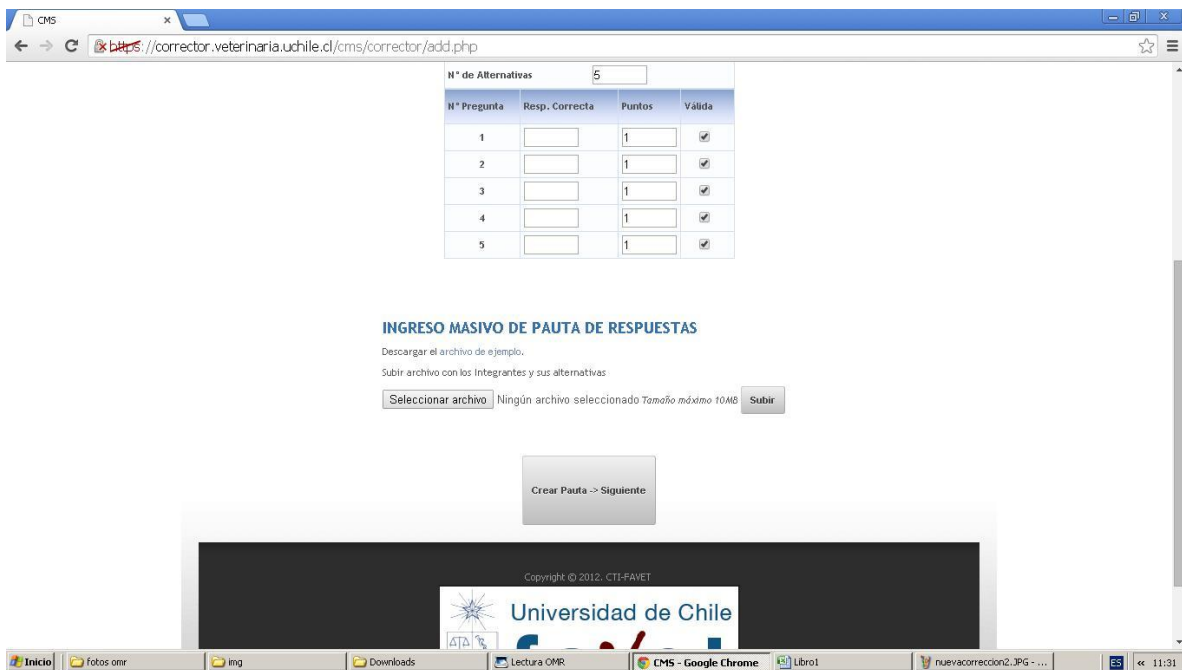 CMS
https://corrector.veterinaria.uchile.cl/cms/corrector/add.php
N° de Alternativas 5
N° Pregunta Resp. Correcta Puntos Válida
1 1
2 1
3 1
4 1
5 1
INGRESO MASIVO DE PAUTA DE RESPUESTAS
Descargar el archivo de ejemplo.
Subir archivo con los Integrantes y sus alternativas
Seleccionar archivo Ningún archivo seleccionado Tamaño máximo 10MB Subir
Crear Pauta -> Siguiente
Copyright © 2012. CTI-FAVET
Universidad de Chile
Inicio fotos omr img Downloads Lectura OMR CMS - Google Chrome Libro1 nuevacorreccion2.JPG - ... ES « 11:31